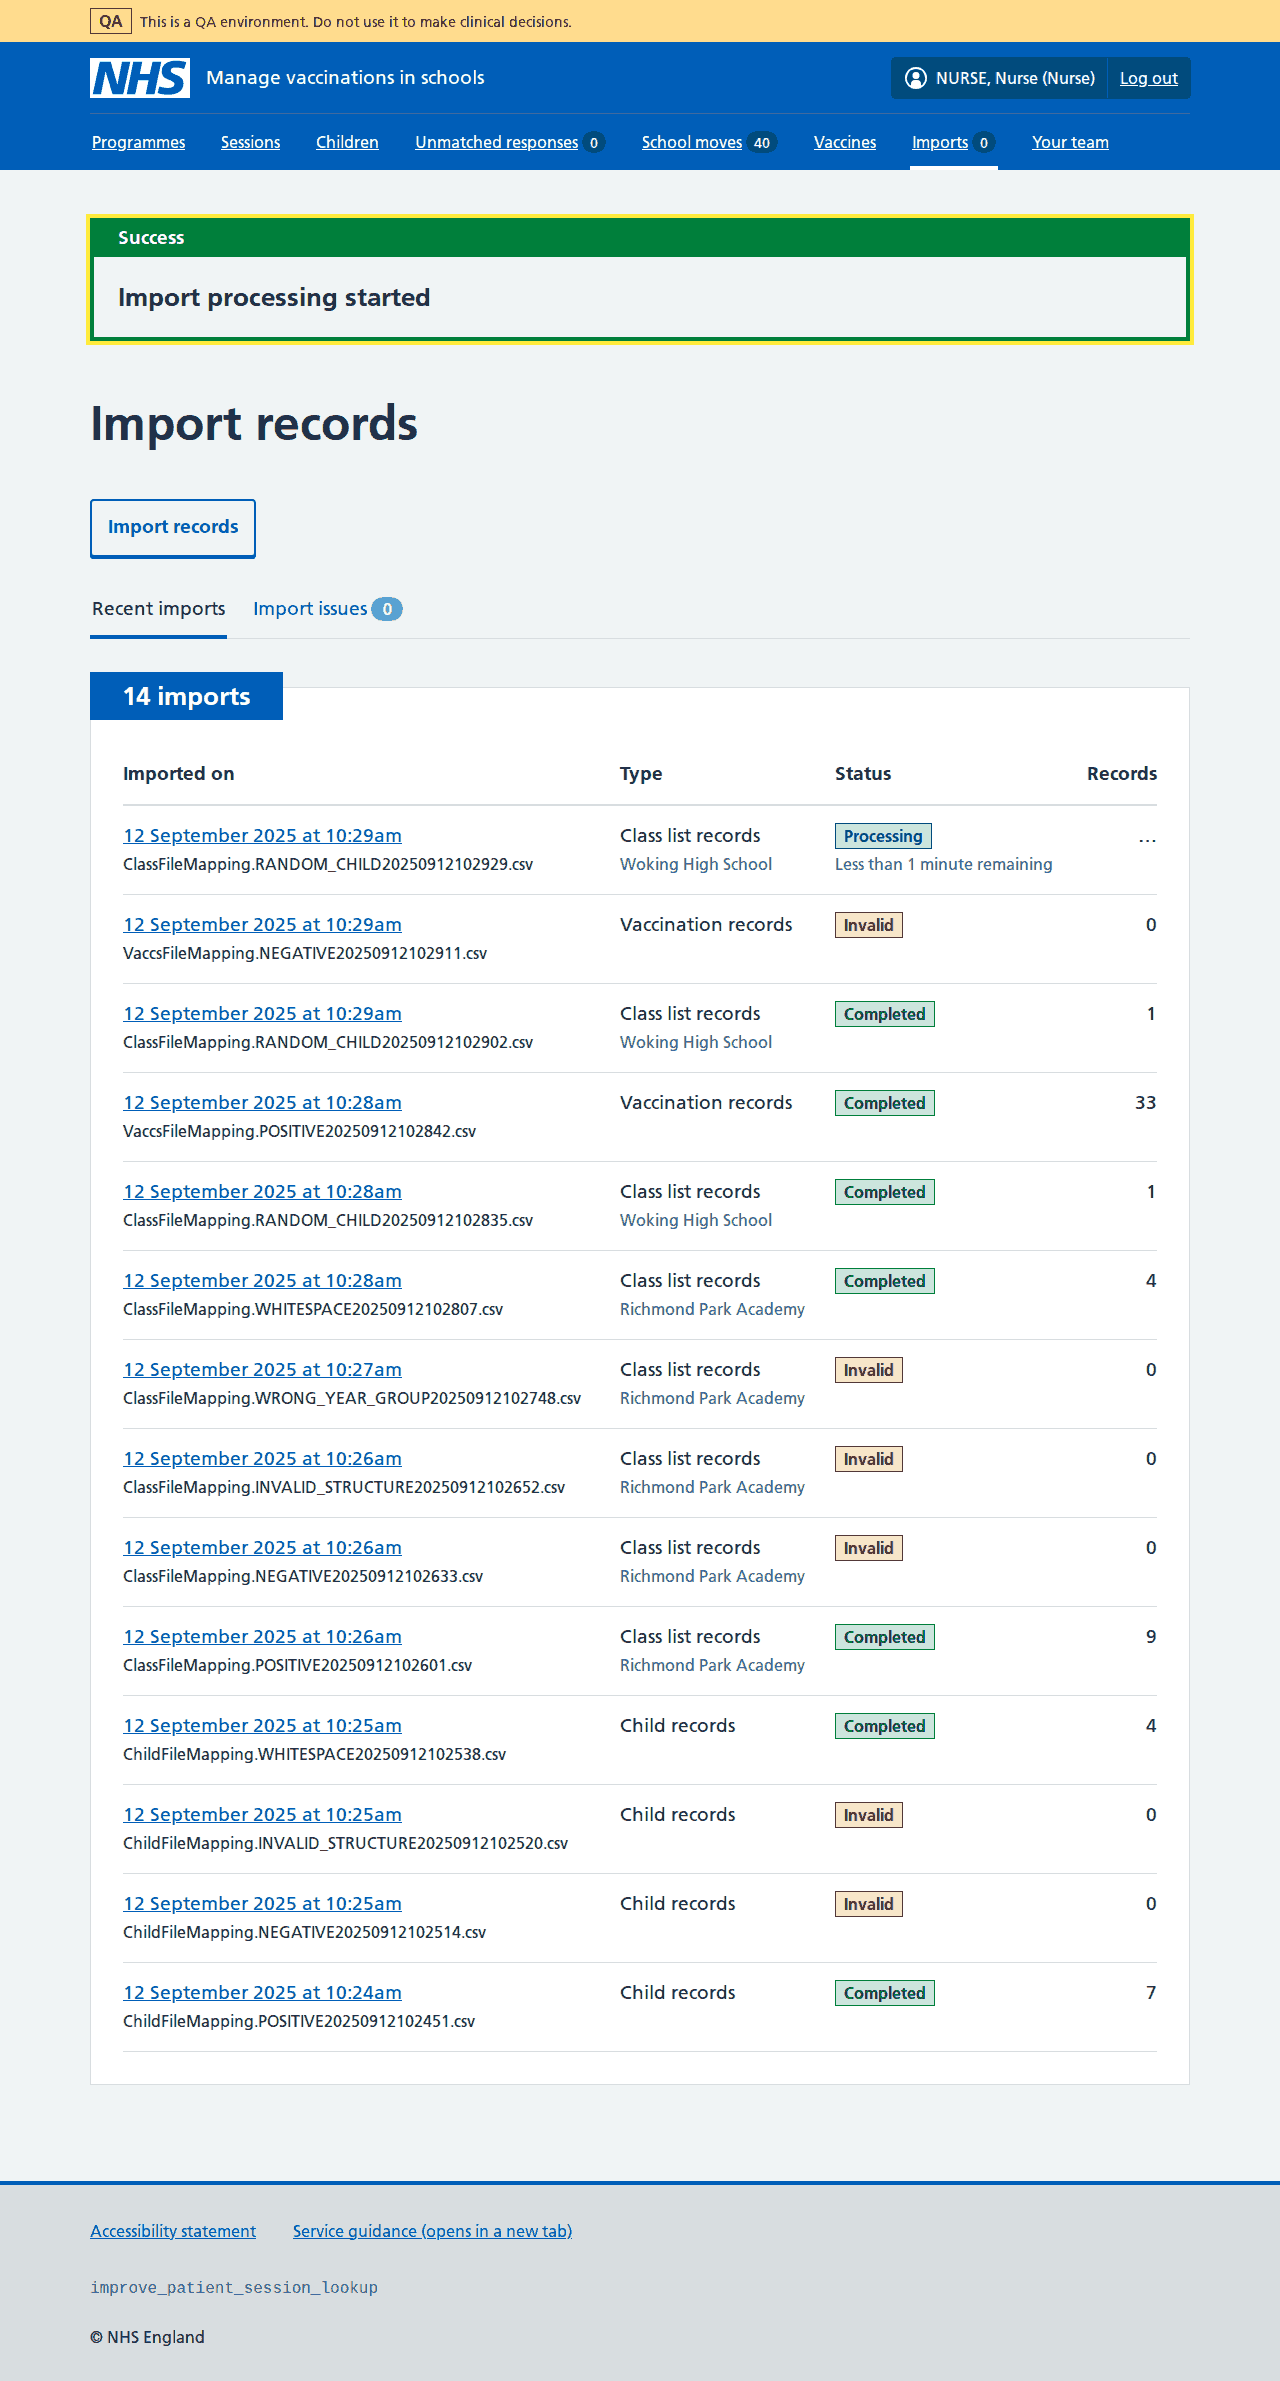 QA This is a QA environment. Do not use it to make clinical decisions.
NHS Manage vaccinations in schools NURSE, Nurse (Nurse) Log out
Programmes Sessions Children Unmatched responses 0 School moves 40 Vaccines Imports 0 Your team
Success
Import processing started
Import records
Import records
Recent imports Import issues 0
14 imports
Imported on Type Status Records
12 September 2025 at 10:29am Class list records Processing ...
ClassFileMapping.RANDOM_CHILD20250912102929.csv Woking High School Less than 1 minute remaining
12 September 2025 at 10:29am Vaccination records Invalid 0
VaccsFileMapping.NEGATIVE20250912102911.csv
12 September 2025 at 10:29am Class list records Completed 1
ClassFileMapping.RANDOM_CHILD20250912102902.csv Woking High School
12 September 2025 at 10:28am Vaccination records Completed 33
VaccsFileMapping.POSITIVE20250912102842.csv
12 September 2025 at 10:28am Class list records Completed 1
ClassFileMapping.RANDOM_CHILD20250912102835.csv Woking High School
12 September 2025 at 10:28am Class list records Completed 4
ClassFileMapping.WHITESPACE20250912102807.csv Richmond Park Academy
12 September 2025 at 10:27am Class list records Invalid 0
ClassFileMapping.WRONG_YEAR_GROUP20250912102748.csv Richmond Park Academy
12 September 2025 at 10:26am Class list records Invalid 0
ClassFileMapping.INVALID_STRUCTURE20250912102652.csv Richmond Park Academy
12 September 2025 at 10:26am Class list records Invalid 0
ClassFileMapping.NEGATIVE20250912102633.csv Richmond Park Academy
12 September 2025 at 10:26am Class list records Completed 9
ClassFileMapping.POSITIVE20250912102601.csv Richmond Park Academy
12 September 2025 at 10:25am Child records Completed 4
ChildFileMapping.WHITESPACE20250912102538.csv
12 September 2025 at 10:25am Child records Invalid 0
ChildFileMapping.INVALID_STRUCTURE20250912102520.csv
12 September 2025 at 10:25am Child records Invalid 0
ChildFileMapping.NEGATIVE20250912102514.csv
12 September 2025 at 10:24am Child records Completed 7
ChildFileMapping.POSITIVE20250912102451.csv
Accessibility statement Service guidance (opens in a new tab)
improve_patient_session_lookup
© NHS England